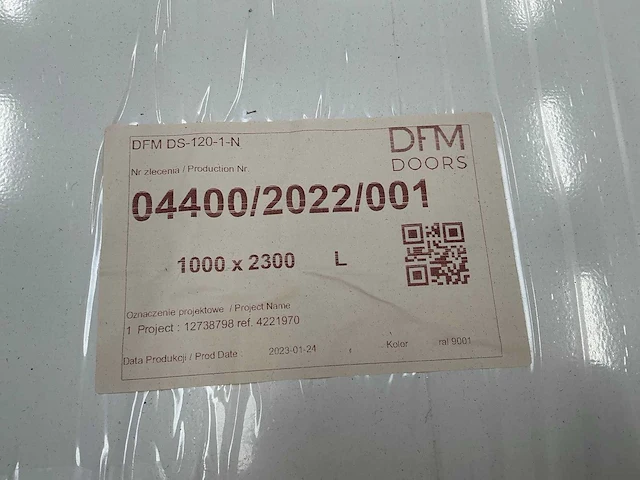 DFM DS-120-1-N
DFM
DOORS
Nr zlecenia / Production Nr.
04400/2022/001
1000 x 2300 L
Oznaczenie projektowe / Project Name
1 Project : 12738798 ref. 4221970
Data Produkcji / Prod Date 2023-01-24 Kolor ral 9001